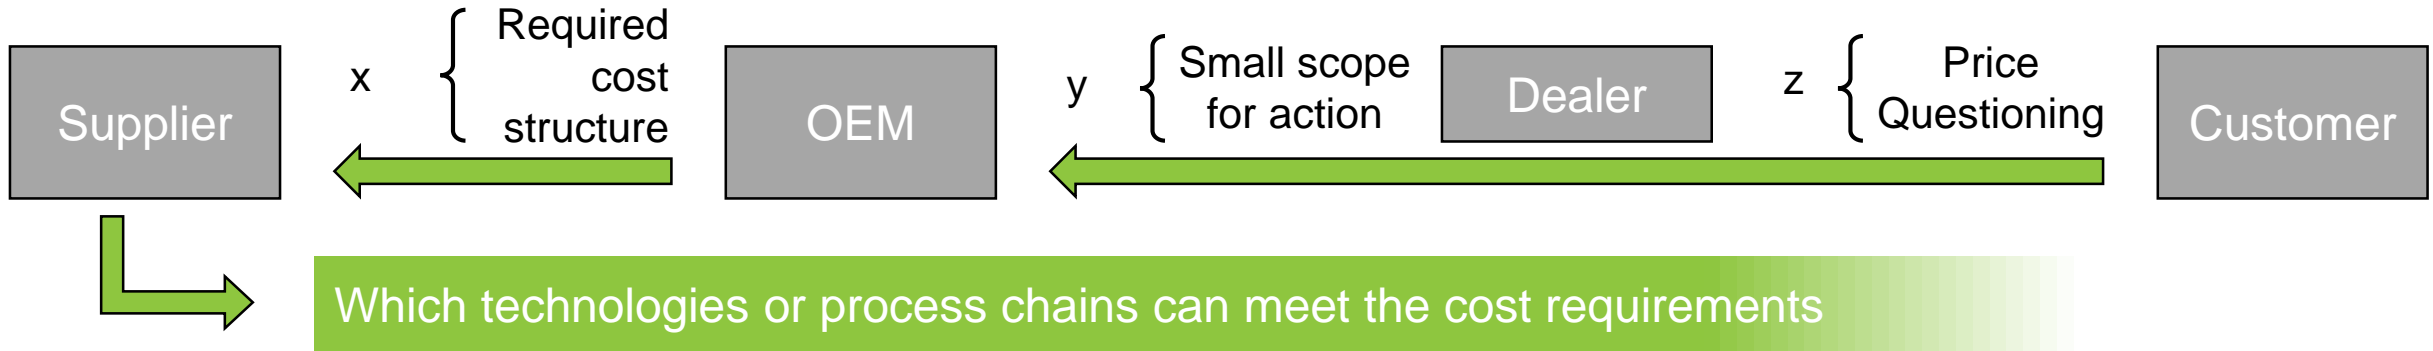 Supplier
x
Required
cost
structure
OEM
y
Small scope
for action
Dealer
z
Price
Questioning
Customer
Which technologies or process chains can meet the cost requirements